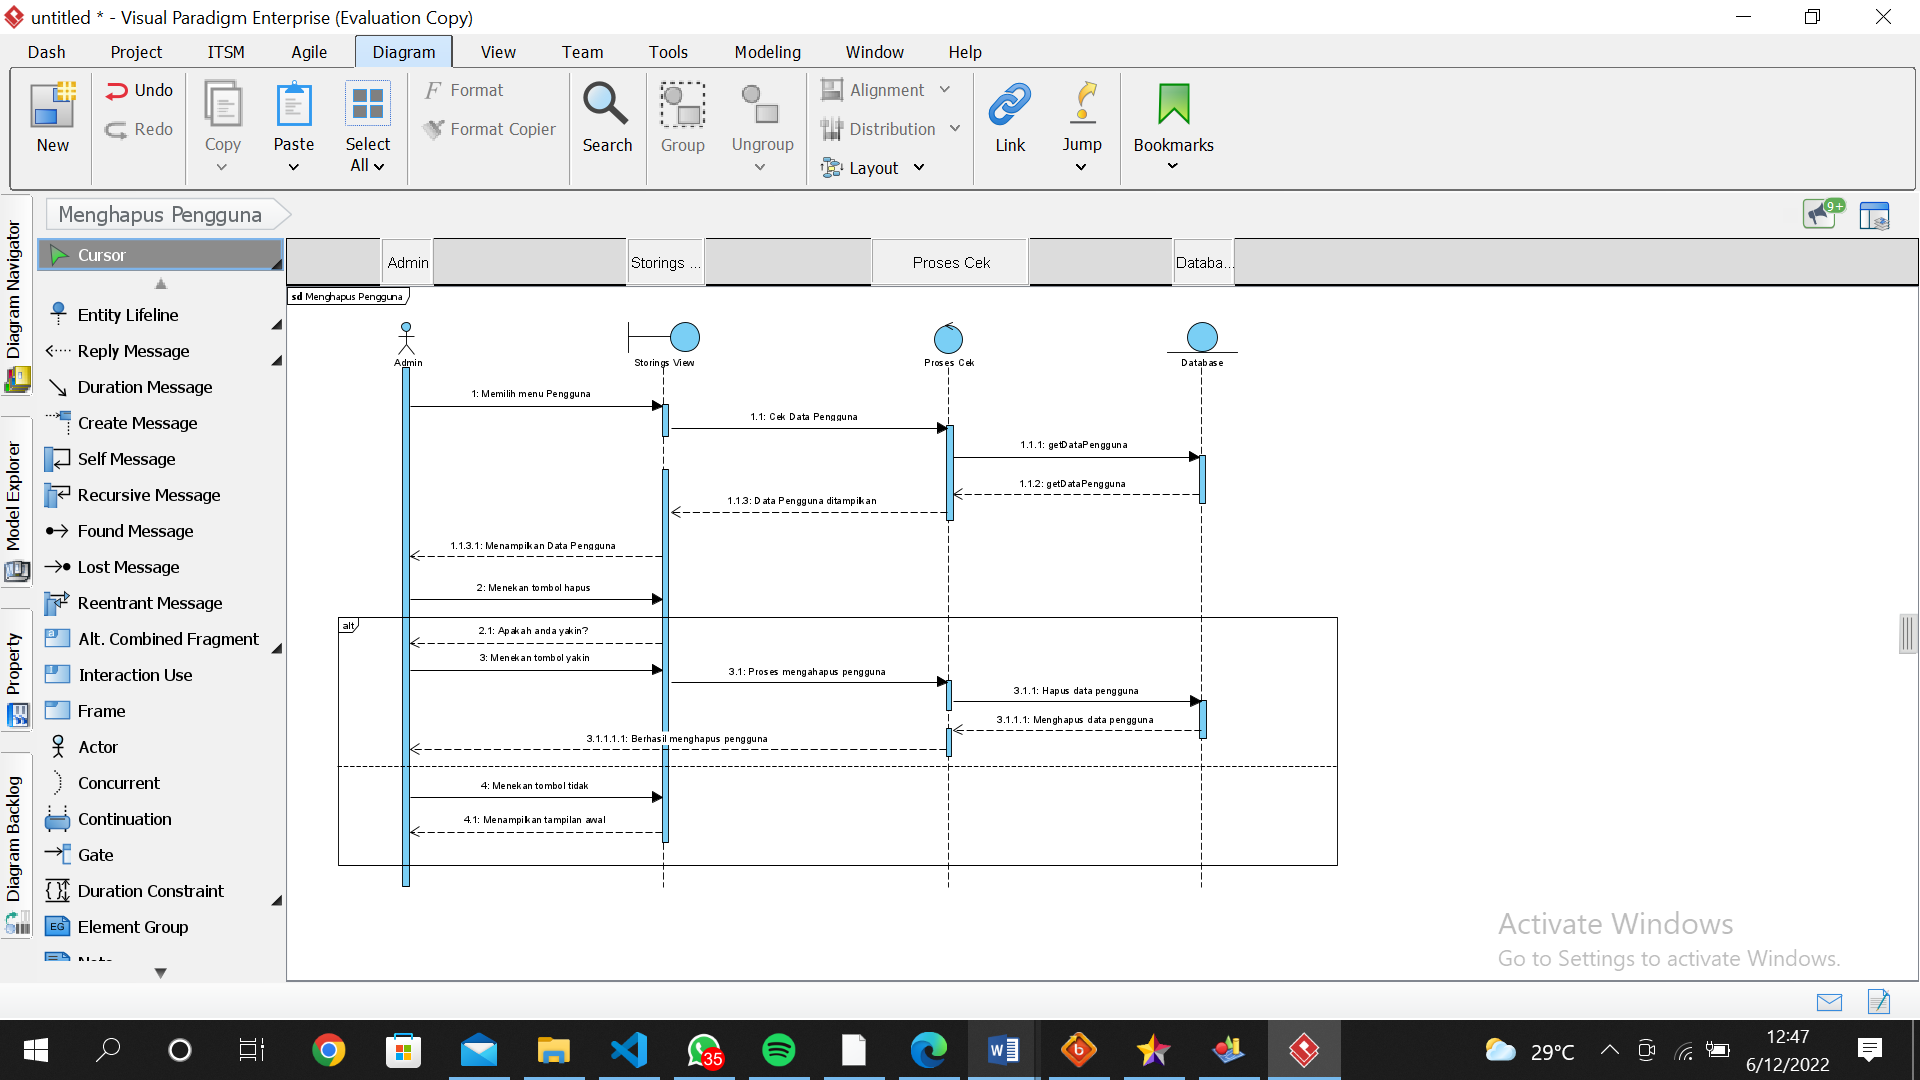 untitled * - Visual Paradigm Enterprise (Evaluation Copy)
Dash Project ITSM Agile Diagram View Team Tools Modeling Window Help
New
Undo
Redo
Copy
Paste
Select All
Format
Format Copier
Search
Group
Ungroup
Alignment
Distribution
Layout
Link
Jump
Bookmarks
Menghapus Pengguna
9+
Diagram Navigator
Model Explorer
Property
Diagram Backlog
Cursor
Entity Lifeline
Reply Message
Duration Message
Create Message
Self Message
Recursive Message
Found Message
Lost Message
Reentrant Message
Alt. Combined Fragment
Interaction Use
Frame
Actor
Concurrent
Continuation
Gate
Duration Constraint
EG Element Group
Admin Storings ... Proses Cek Databa...
sd Menghapus Pengguna
Admin Storings View Proses Cek Database
1: Memilih menu Pengguna
1.1: Cek Data Pengguna
1.1.1: getDataPengguna
1.1.2: getDataPengguna
1.1.3: Data Pengguna ditampilkan
1.1.3.1: Menampilkan Data Pengguna
2: Menekan tombol hapus
alt
2.1: Apakah anda yakin?
3: Menekan tombol yakin
3.1: Proses mengahapus pengguna
3.1.1: Hapus data pengguna
3.1.1.1: Menghapus data pengguna
3.1.1.1.1: Berhasil menghapus pengguna
4: Menekan tombol tidak
4.1: Menampilkan tampilan awal
Activate Windows
Go to Settings to activate Windows.
35
29°C
12:47
6/12/2022